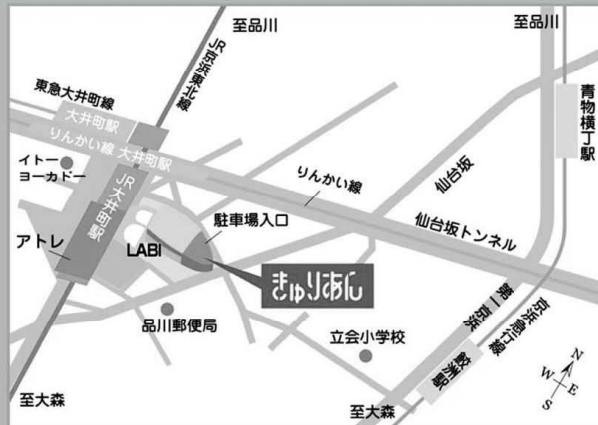 至品川
至品川
JR京浜東北線
東急大井町線
大井町駅
りんかい線 大井町駅
青物横丁駅
イトー
ヨーカドー
JR大井町駅
りんかい線
仙台坂
駐車場入口
仙台坂トンネル
アトレ
LABI
きゅりあん
第一京浜
京浜急行線
品川郵便局
立会小学校
鮫洲駅
N
W
E
S
至大森
至大森